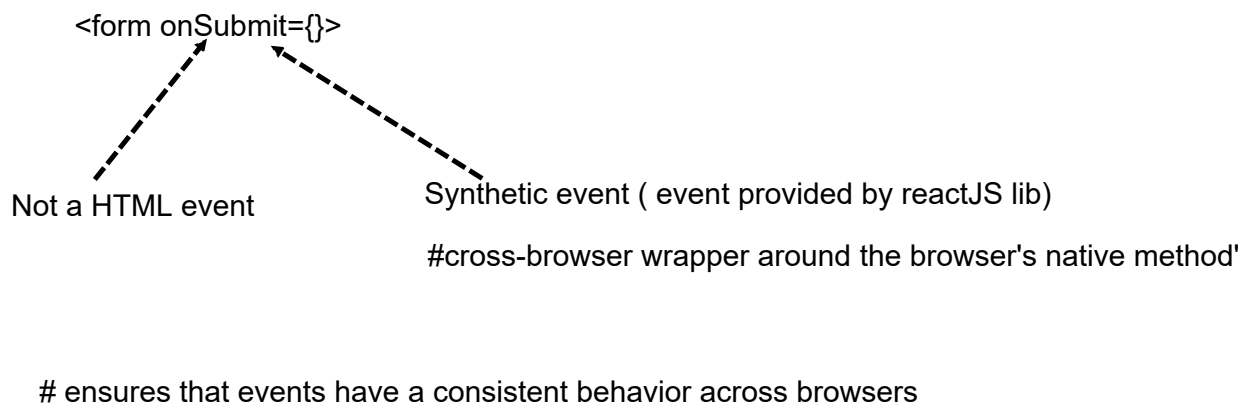 <form onSubmit={}>
Not a HTML event
Synthetic event ( event provided by reactJS lib)
#cross-browser wrapper around the browser's native method'
# ensures that events have a consistent behavior across browsers